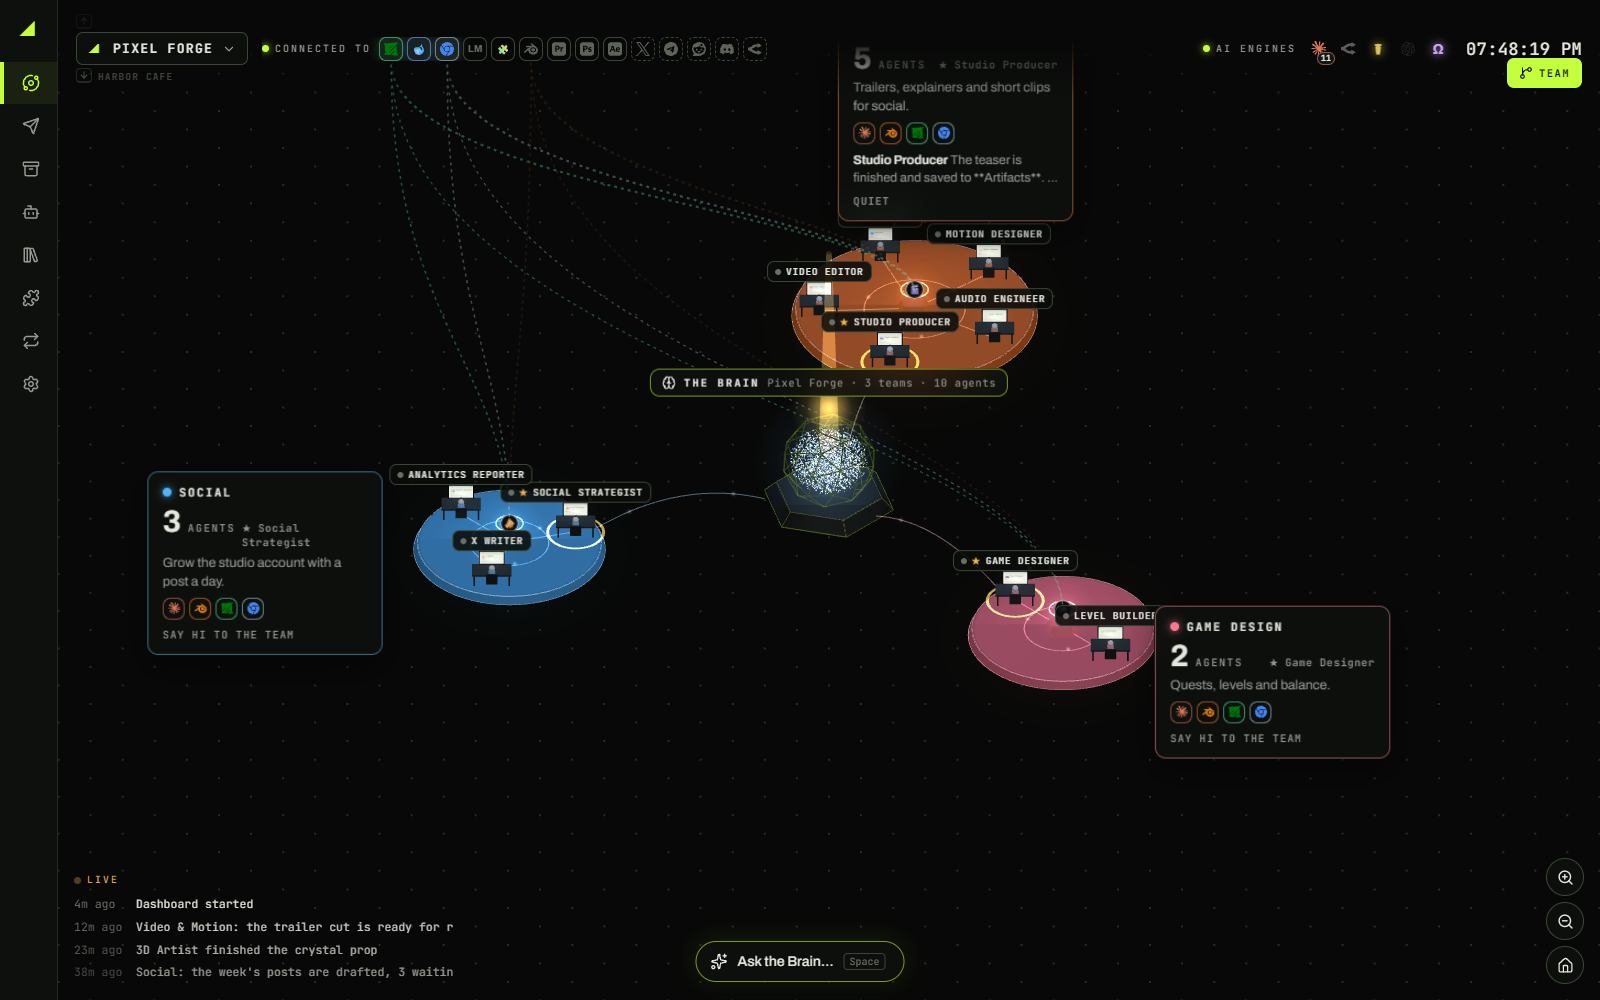 PIXEL FORGE
CONNECTED TO
LM
Pr
Ps
Ae
HARBOR CAFE
AI ENGINES
11
07:48:19 PM
TEAM
5 AGENTS ★ Studio Producer
Trailers, explainers and short clips
for social.
Studio Producer The teaser is
finished and saved to **Artifacts**. ...
QUIET
MOTION DESIGNER
VIDEO EDITOR
AUDIO ENGINEER
★ STUDIO PRODUCER
THE BRAIN Pixel Forge · 3 teams · 10 agents
SOCIAL
3 AGENTS ★ Social
Strategist
Grow the studio account with a
post a day.
SAY HI TO THE TEAM
ANALYTICS REPORTER
★ SOCIAL STRATEGIST
X WRITER
★ GAME DESIGNER
LEVEL BUILDER
GAME DESIGN
2 AGENTS ★ Game Designer
Quests, levels and balance.
SAY HI TO THE TEAM
LIVE
4m ago Dashboard started
12m ago Video & Motion: the trailer cut is ready for r
23m ago 3D Artist finished the crystal prop
38m ago Social: the week's posts are drafted, 3 waitin
Ask the Brain... Space